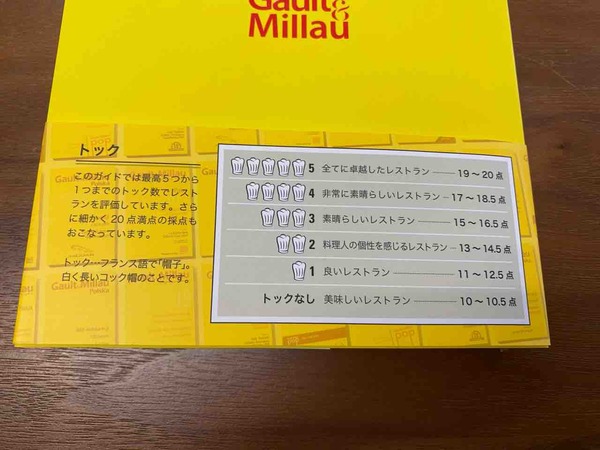 Gault&
Millau
トック
このガイドでは最高5つから
1つまでのトック数でレスト
ランを評価しています。さら
に細かく20点満点の採点も
おこなっています。
トック…フランス語で「帽子」。
白く長いコック帽のことです。
5 全てに卓越したレストラン 19〜20点
4 非常に素晴らしいレストラン 17〜18.5点
3 素晴らしいレストラン 15〜16.5点
2 料理人の個性を感じるレストラン 13〜14.5点
1 良いレストラン 11〜12.5点
トックなし 美味しいレストラン 10〜10.5点
pop
Gault&Millau
Polska
pop